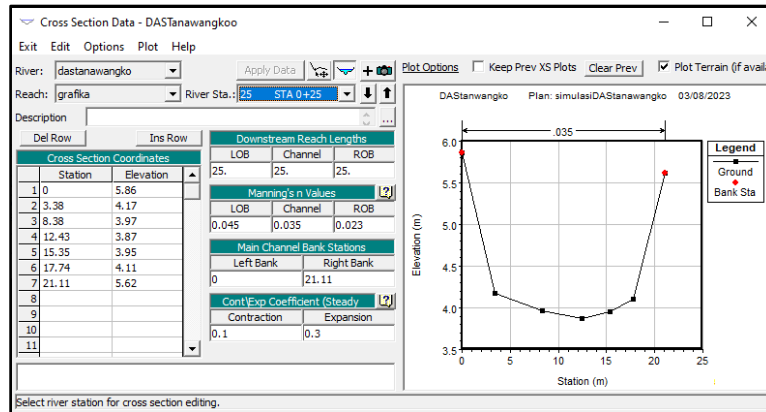 Cross Section Data - DASTanawangkoo
Exit Edit Options Plot Help
River: dastanawangko Apply Data
Reach: grafika River Sta.: 25 STA 0+25
Description ...
Del Row Ins Row
Cross Section Coordinates
Station Elevation
1 0 5.86
2 3.38 4.17
3 8.38 3.97
4 12.43 3.87
5 15.35 3.95
6 17.74 4.11
7 21.11 5.62
8
9
10
11
Downstream Reach Lengths
LOB Channel ROB
25. 25. 25.
Manning's n Values
LOB Channel ROB
0.045 0.035 0.023
Main Channel Bank Stations
Left Bank Right Bank
0 21.11
Cont\Exp Coefficient (Steady
Contraction Expansion
0.1 0.3
Plot Options Keep Prev XS Plots Clear Prev Plot Terrain (if availa
DAStanwangko Plan: simulasiDAStanawangko 03/08/2023
.035
6.0
5.5
5.0
4.5
4.0
3.5
Elevation (m)
0 5 10 15 20 25
Station (m)
Legend
Ground
Bank Sta
Select river station for cross section editing.